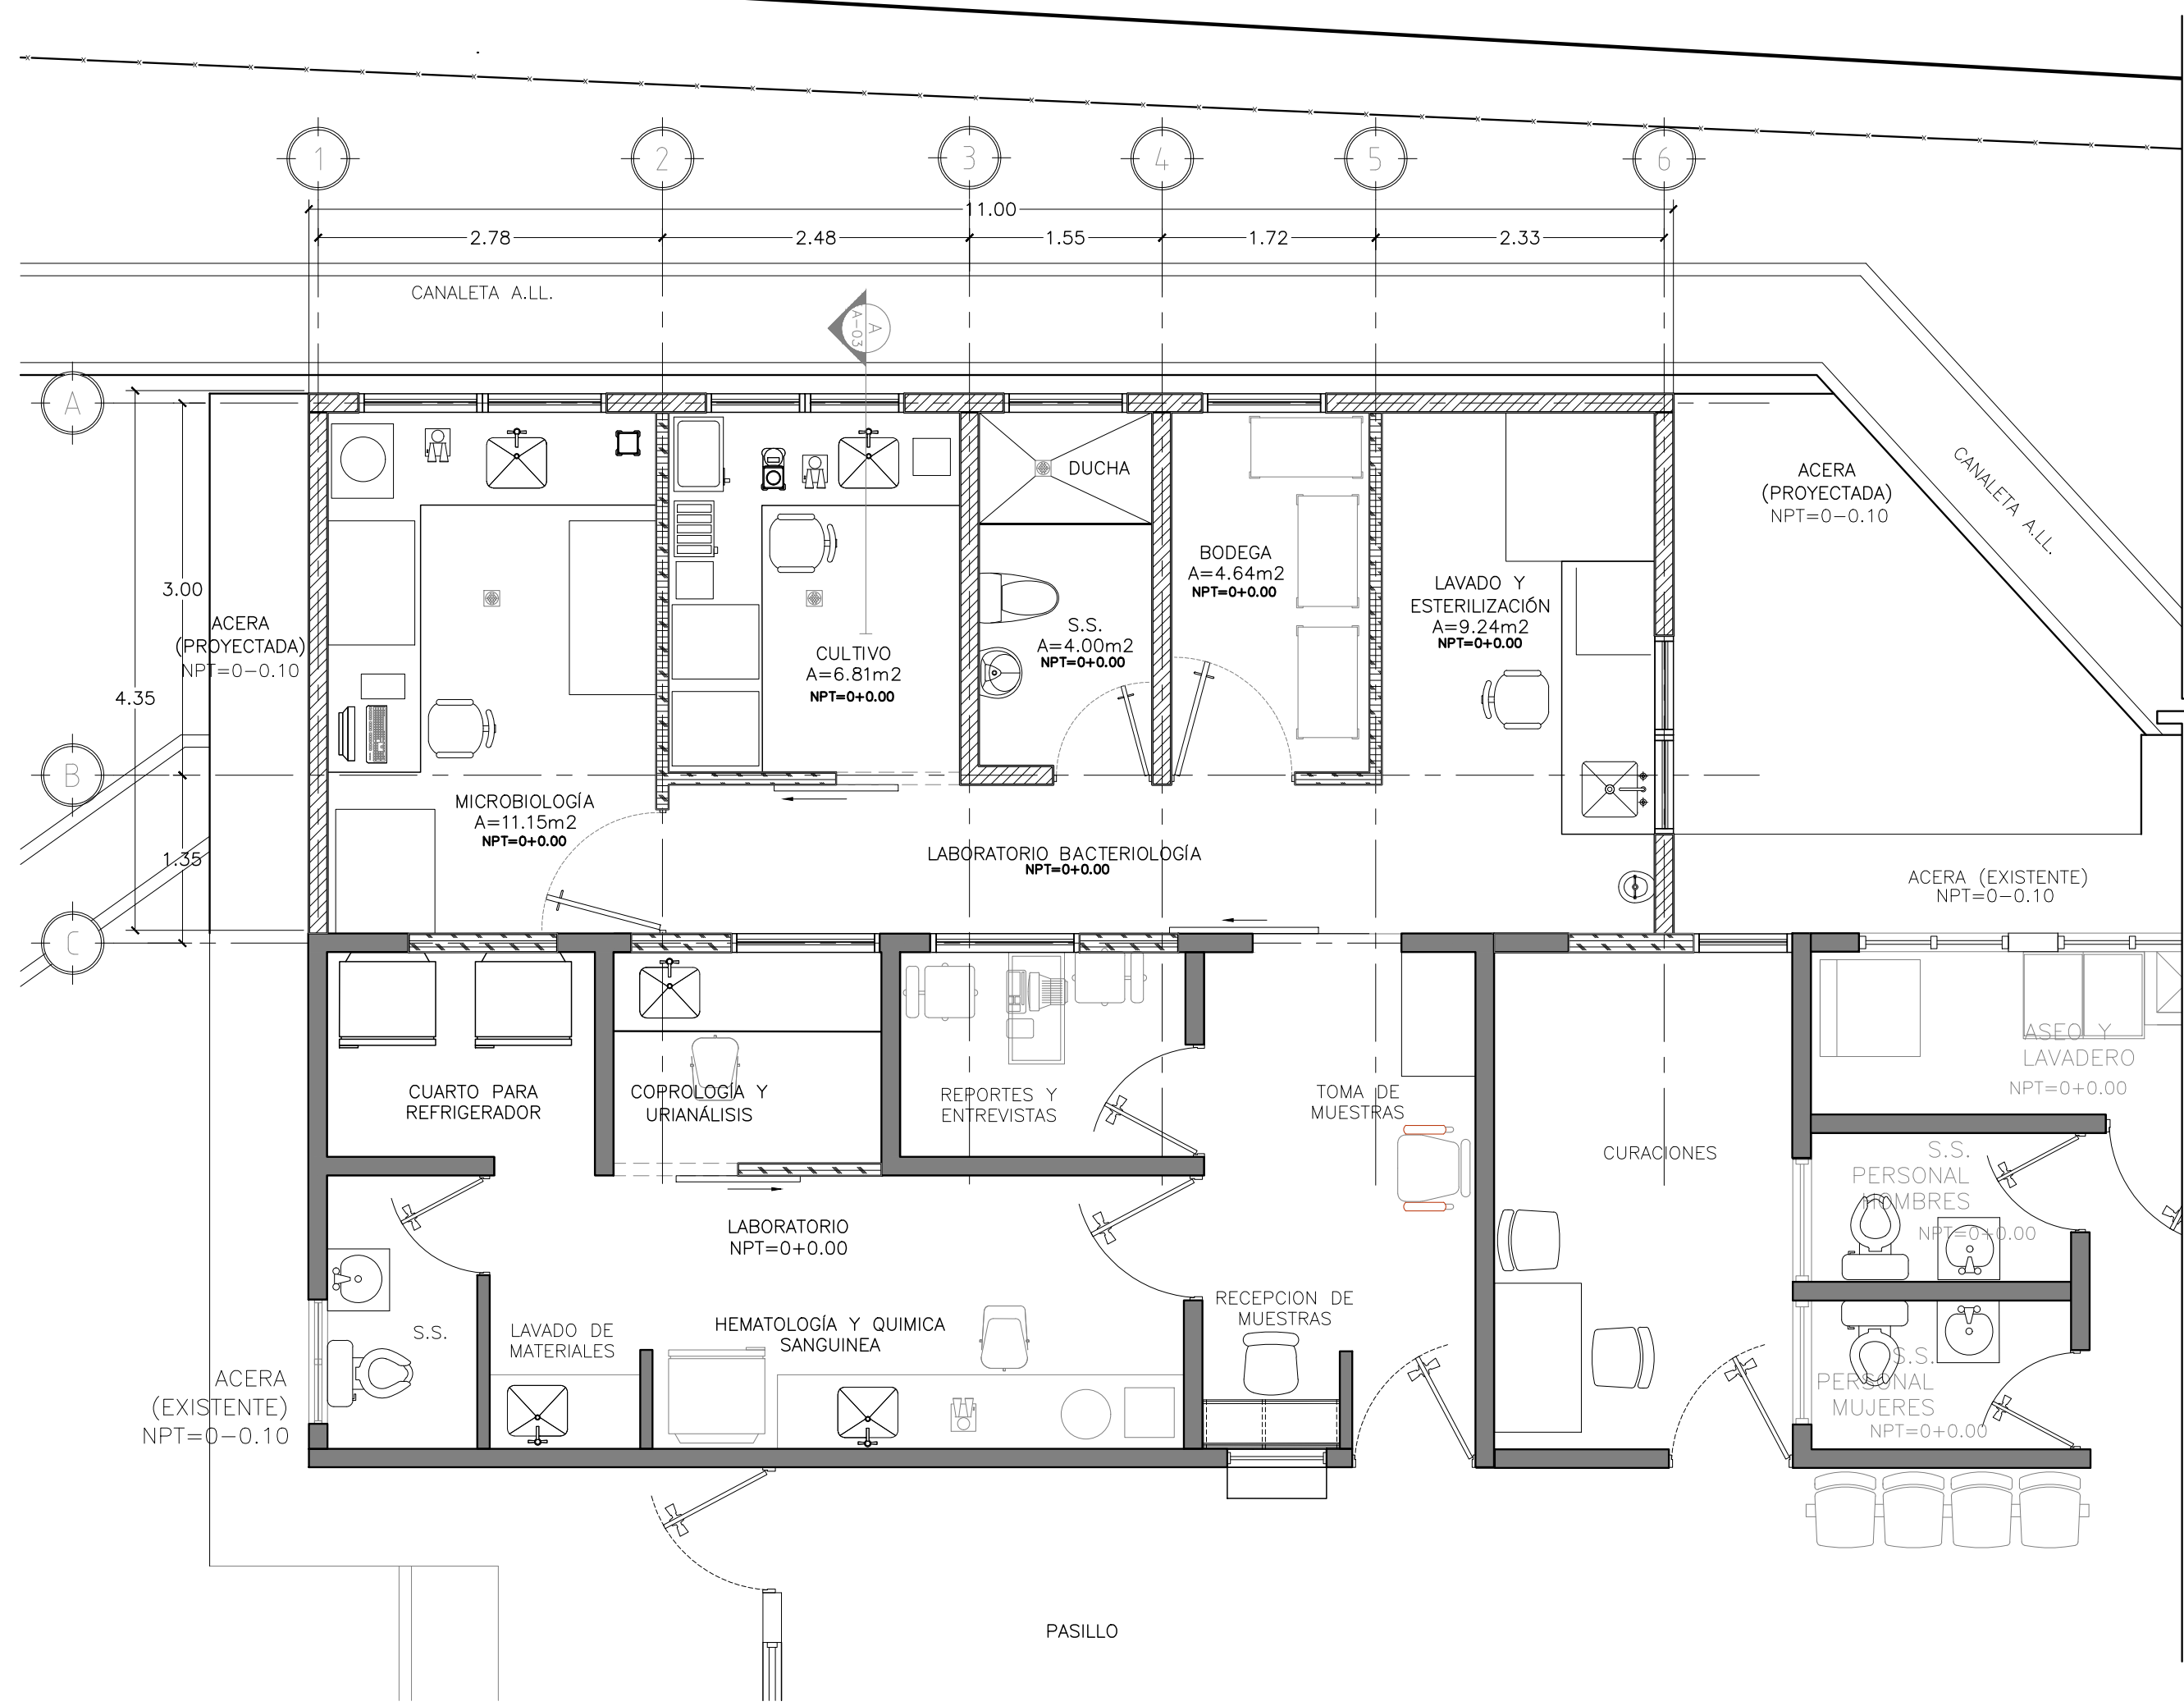 1
2
3
4
5
6
11.00
2.78
2.48
1.55
1.72
2.33
CANALETA A.LL.
A
A-03
A
B
C
3.00
4.35
1.35
ACERA
(PROYECTADA)
NPT=0-0.10
DUCHA
BODEGA
A=4.64m2
NPT=0+0.00
LAVADO Y
ESTERILIZACIÓN
A=9.24m2
NPT=0+0.00
S.S.
A=4.00m2
NPT=0+0.00
CULTIVO
A=6.81m2
NPT=0+0.00
MICROBIOLOGÍA
A=11.15m2
NPT=0+0.00
LABORATORIO BACTERIOLOGÍA
NPT=0+0.00
ACERA
(PROYECTADA)
NPT=0-0.10
CANALETA A.LL.
ACERA (EXISTENTE)
NPT=0-0.10
CUARTO PARA
REFRIGERADOR
COPROLOGÍA Y
URIANÁLISIS
REPORTES Y
ENTREVISTAS
TOMA DE
MUESTRAS
CURACIONES
ASEO Y
LAVADERO
NPT=0+0.00
S.S.
PERSONAL
HOMBRES
NPT=0+0.00
LABORATORIO
NPT=0+0.00
S.S.
LAVADO DE
MATERIALES
HEMATOLOGÍA Y QUIMICA
SANGUINEA
RECEPCION DE
MUESTRAS
S.S.
PERSONAL
MUJERES
NPT=0+0.00
ACERA
(EXISTENTE)
NPT=0-0.10
PASILLO